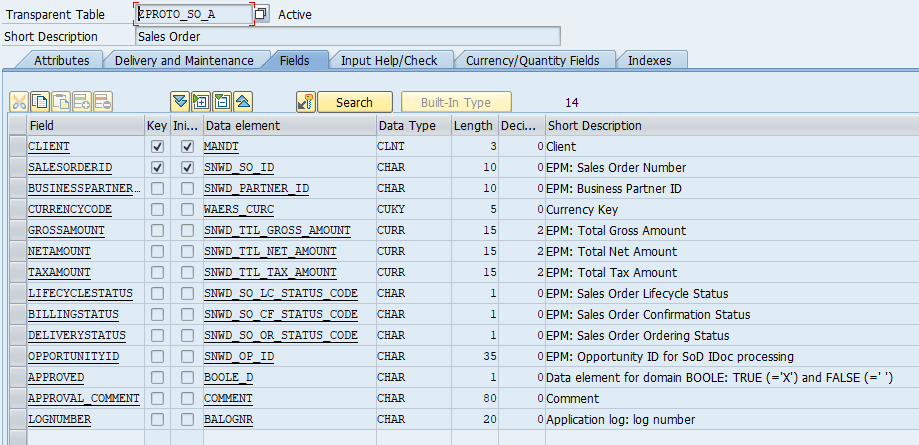 Transparent Table ZPROTO_SO_A Active
Short Description Sales Order
Attributes Delivery and Maintenance Fields Input Help/Check Currency/Quantity Fields Indexes
Search Built-In Type 14
Field Key Ini... Data element Data Type Length Deci... Short Description
CLIENT MANDT CLNT 3 0 Client
SALESORDERID SNWD_SO_ID CHAR 10 0 EPM: Sales Order Number
BUSINESSPARTNER... SNWD_PARTNER_ID CHAR 10 0 EPM: Business Partner ID
CURRENCYCODE WAERS_CURC CUKY 5 0 Currency Key
GROSSAMOUNT SNWD_TTL_GROSS_AMOUNT CURR 15 2 EPM: Total Gross Amount
NETAMOUNT SNWD_TTL_NET_AMOUNT CURR 15 2 EPM: Total Net Amount
TAXAMOUNT SNWD_TTL_TAX_AMOUNT CURR 15 2 EPM: Total Tax Amount
LIFECYCLESTATUS SNWD_SO_LC_STATUS_CODE CHAR 1 0 EPM: Sales Order Lifecycle Status
BILLINGSTATUS SNWD_SO_CF_STATUS_CODE CHAR 1 0 EPM: Sales Order Confirmation Status
DELIVERYSTATUS SNWD_SO_OR_STATUS_CODE CHAR 1 0 EPM: Sales Order Ordering Status
OPPORTUNITYID SNWD_OP_ID CHAR 35 0 EPM: Opportunity ID for SoD IDoc processing
APPROVED BOOLE_D CHAR 1 0 Data element for domain BOOLE: TRUE (='X') and FALSE (=' ')
APPROVAL_COMMENT COMMENT CHAR 80 0 Comment
LOGNUMBER BALOGNR CHAR 20 0 Application log: log number